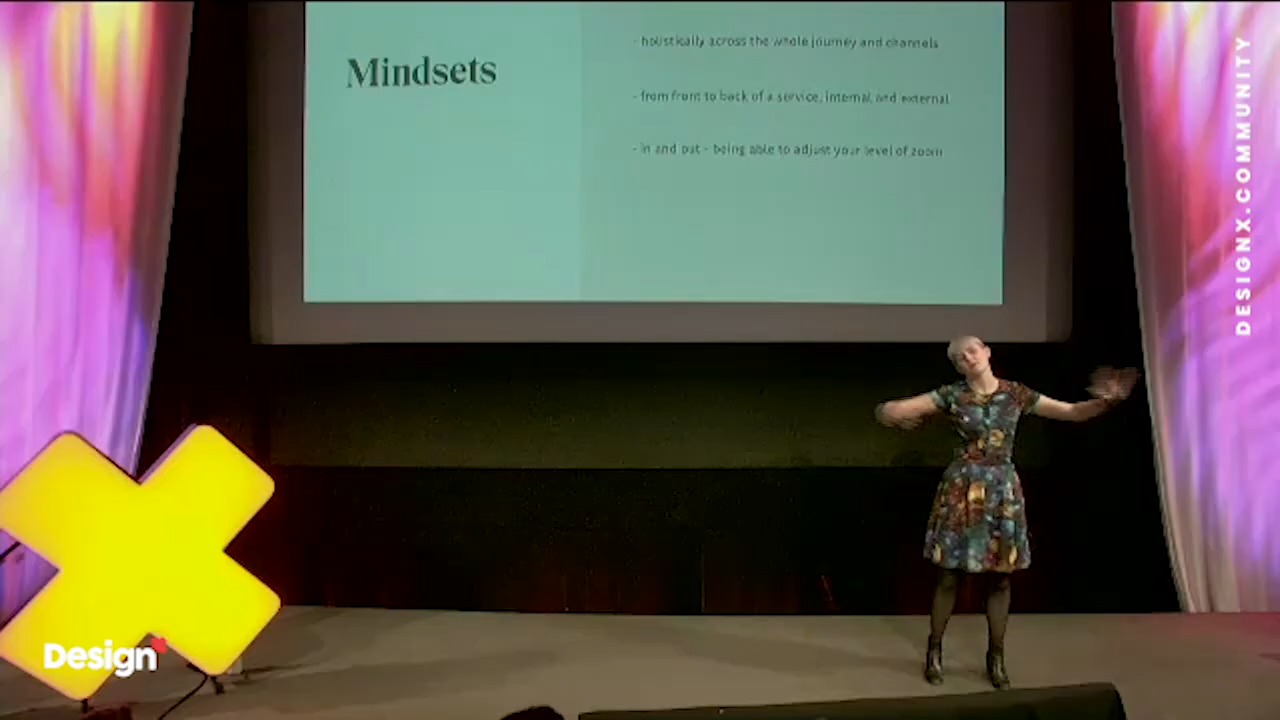 Mindsets
- holistically across the whole journey and channels
- from front to back of a service, internal and external
- in and out - being able to adjust your level of zoom
DESIGNX.COMMUNITY
Design